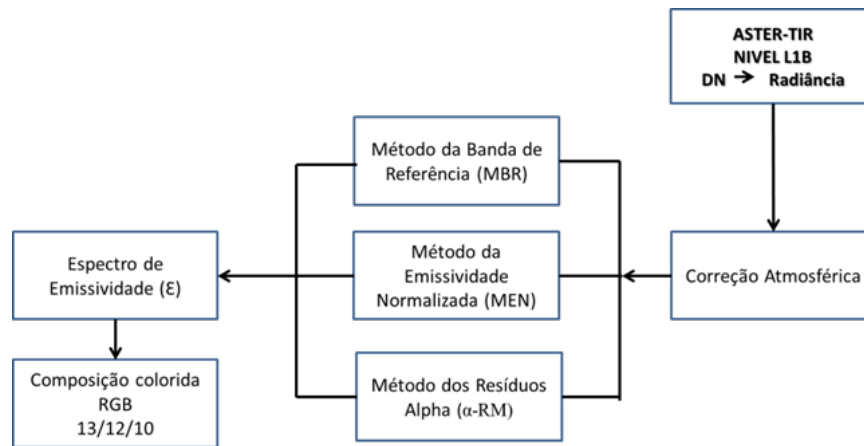 ASTER-TIR
NIVEL L1B
DN → Radiância
Método da Banda de
Referência (MBR)
Espectro de
Emissividade (Ɛ)
Método da
Emissividade
Normalizada (MEN)
Correção Atmosférica
Composição colorida
RGB
13/12/10
Método dos Resíduos
Alpha (α-RM)